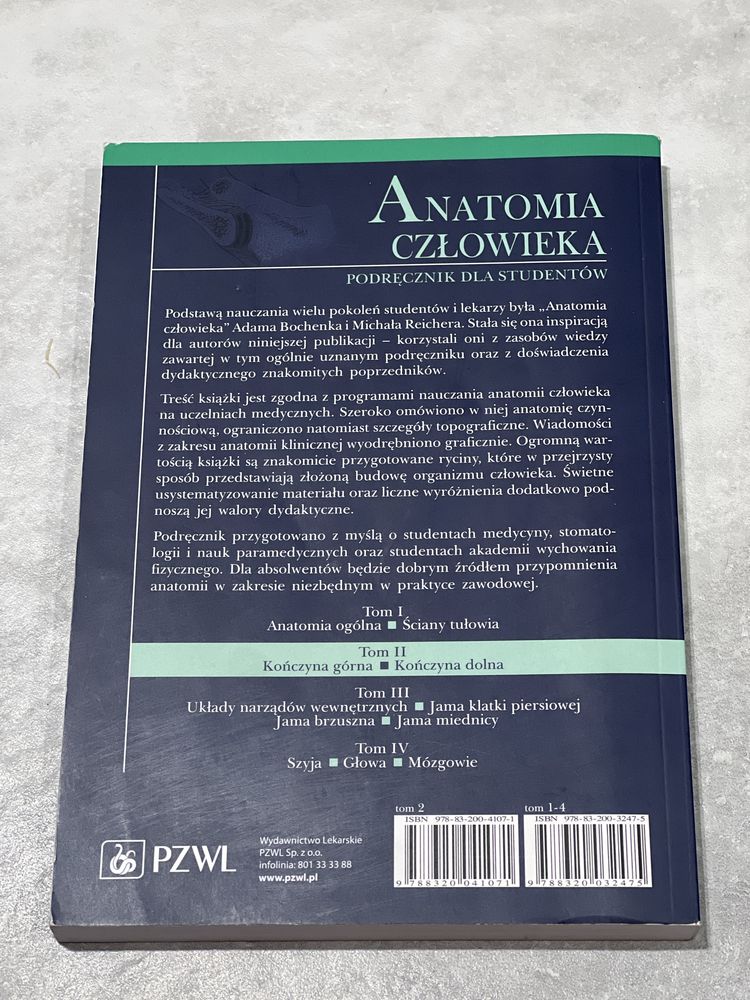 ANATOMIA
CZŁOWIEKA
PODRĘCZNIK DLA STUDENTÓW
Podstawą nauczania wielu pokoleń studentów i lekarzy była „Anatomia
człowieka” Adama Bochenka i Michała Reichera. Stała się ona inspiracją
dla autorów niniejszej publikacji – korzystali oni z zasobów wiedzy
zawartej w tym ogólnie uznanym podręczniku oraz z doświadczenia
dydaktycznego znakomitych poprzedników.
Treść książki jest zgodna z programami nauczania anatomii człowieka
na uczelniach medycznych. Szeroko omówiono w niej anatomię czyn-
nościową, ograniczono natomiast szczegóły topograficzne. Wiadomości
z zakresu anatomii klinicznej wyodrębniono graficznie. Ogromną war-
tością książki są znakomicie przygotowane ryciny, które w przejrzysty
sposób przedstawiają złożoną budowę organizmu człowieka. Świetne
usystematyzowanie materiału oraz liczne wyróżnienia dodatkowo pod-
noszą jej walory dydaktyczne.
Podręcznik przygotowano z myślą o studentach medycyny, stomato-
logii i nauk paramedycznych oraz studentach akademii wychowania
fizycznego. Dla absolwentów będzie dobrym źródłem przypomnienia
anatomii w zakresie niezbędnym w praktyce zawodowej.
Tom I
Anatomia ogólna ■ Ściany tułowia
Tom II
Kończyna górna ■ Kończyna dolna
Tom III
Układy narządów wewnętrznych ■ Jama klatki piersiowej
Jama brzuszna ■ Jama miednicy
Tom IV
Szyja ■ Głowa ■ Mózgowie
tom 2
ISBN 978-83-200-4107-1
9 788320 041071
tom 1-4
ISBN 978-83-200-3247-5
9 788320 032475
PZWL
Wydawnictwo Lekarskie
PZWL Sp. z o.o.
infolinia: 801 33 33 88
www.pzwl.pl